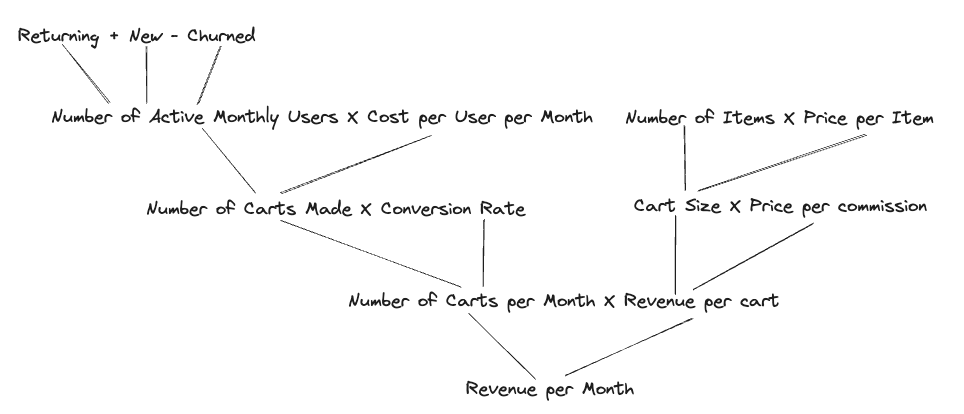 Returning + New - Churned
Number of Active Monthly Users X Cost per User per Month
Number of Items X Price per Item
Number of Carts Made X Conversion Rate
Cart Size X Price per commission
Number of Carts per Month X Revenue per cart
Revenue per Month